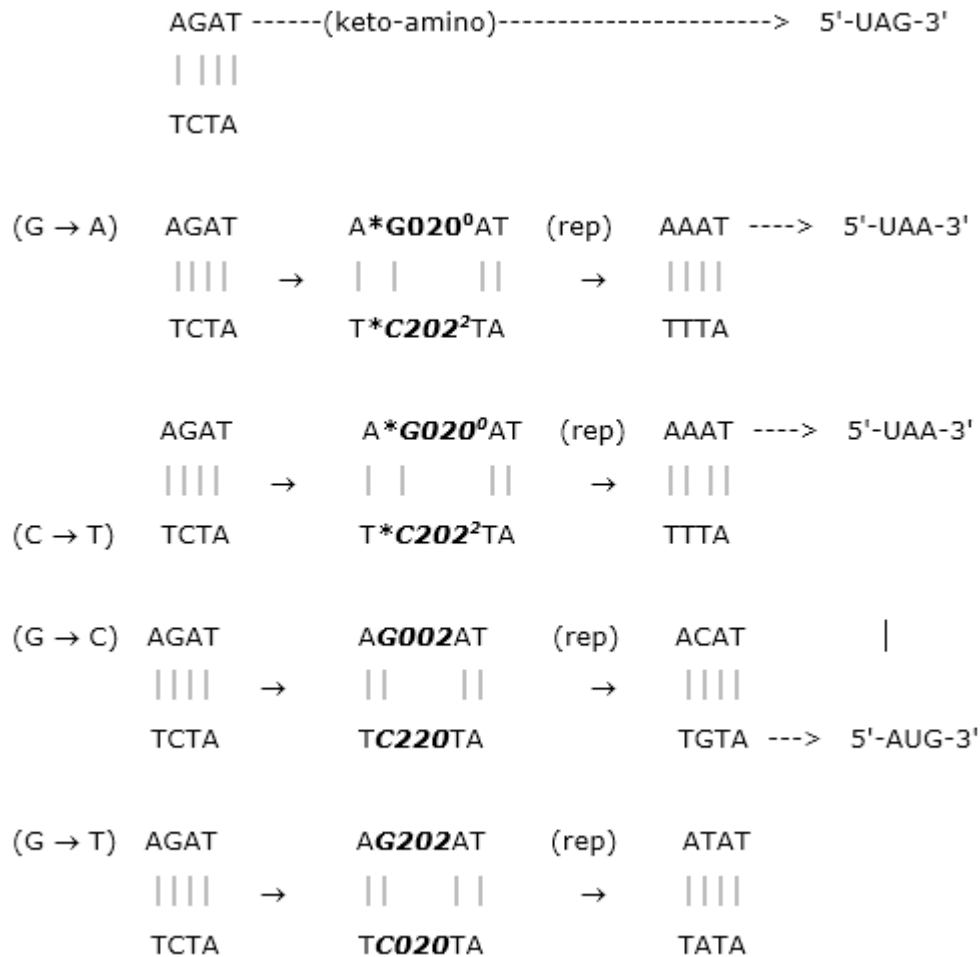 AGAT ------(keto-amino)-----------------------> 5'-UAG-3'
| |||
TCTA
(G → A) AGAT A*G020⁰AT (rep) AAAT ----> 5'-UAA-3'
|||| → | | || → ||||
TCTA T*C202²TA TTTA
AGAT A*G020⁰AT (rep) AAAT ----> 5'-UAA-3'
|||| → | | || → || ||
(C → T) TCTA T*C202²TA TTTA
(G → C) AGAT AG002AT (rep) ACAT |
|||| → || || → ||||
TCTA TC220TA TGTA ---> 5'-AUG-3'
(G → T) AGAT AG202AT (rep) ATAT
|||| → || || → ||||
TCTA TC020TA TATA